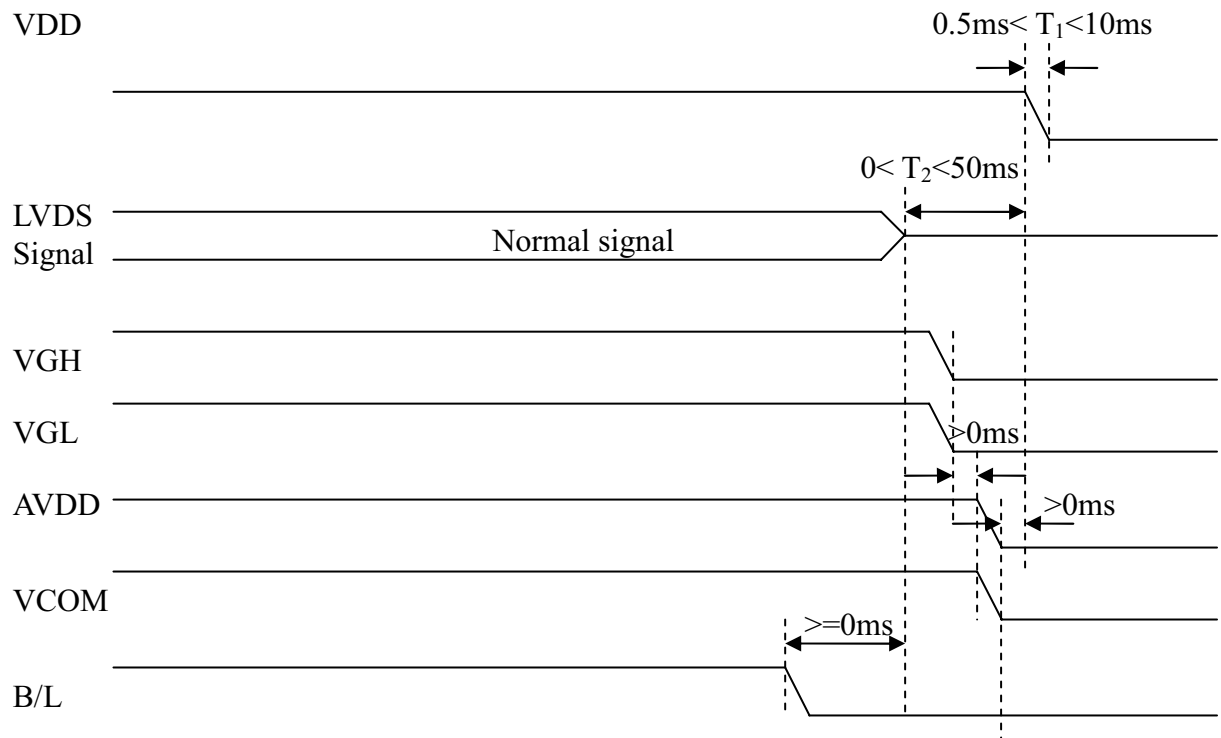 VDD
0.5ms< T₁<10ms
0< T₂<50ms
LVDS
Signal
Normal signal
VGH
VGL
>0ms
AVDD
>0ms
VCOM
>=0ms
B/L